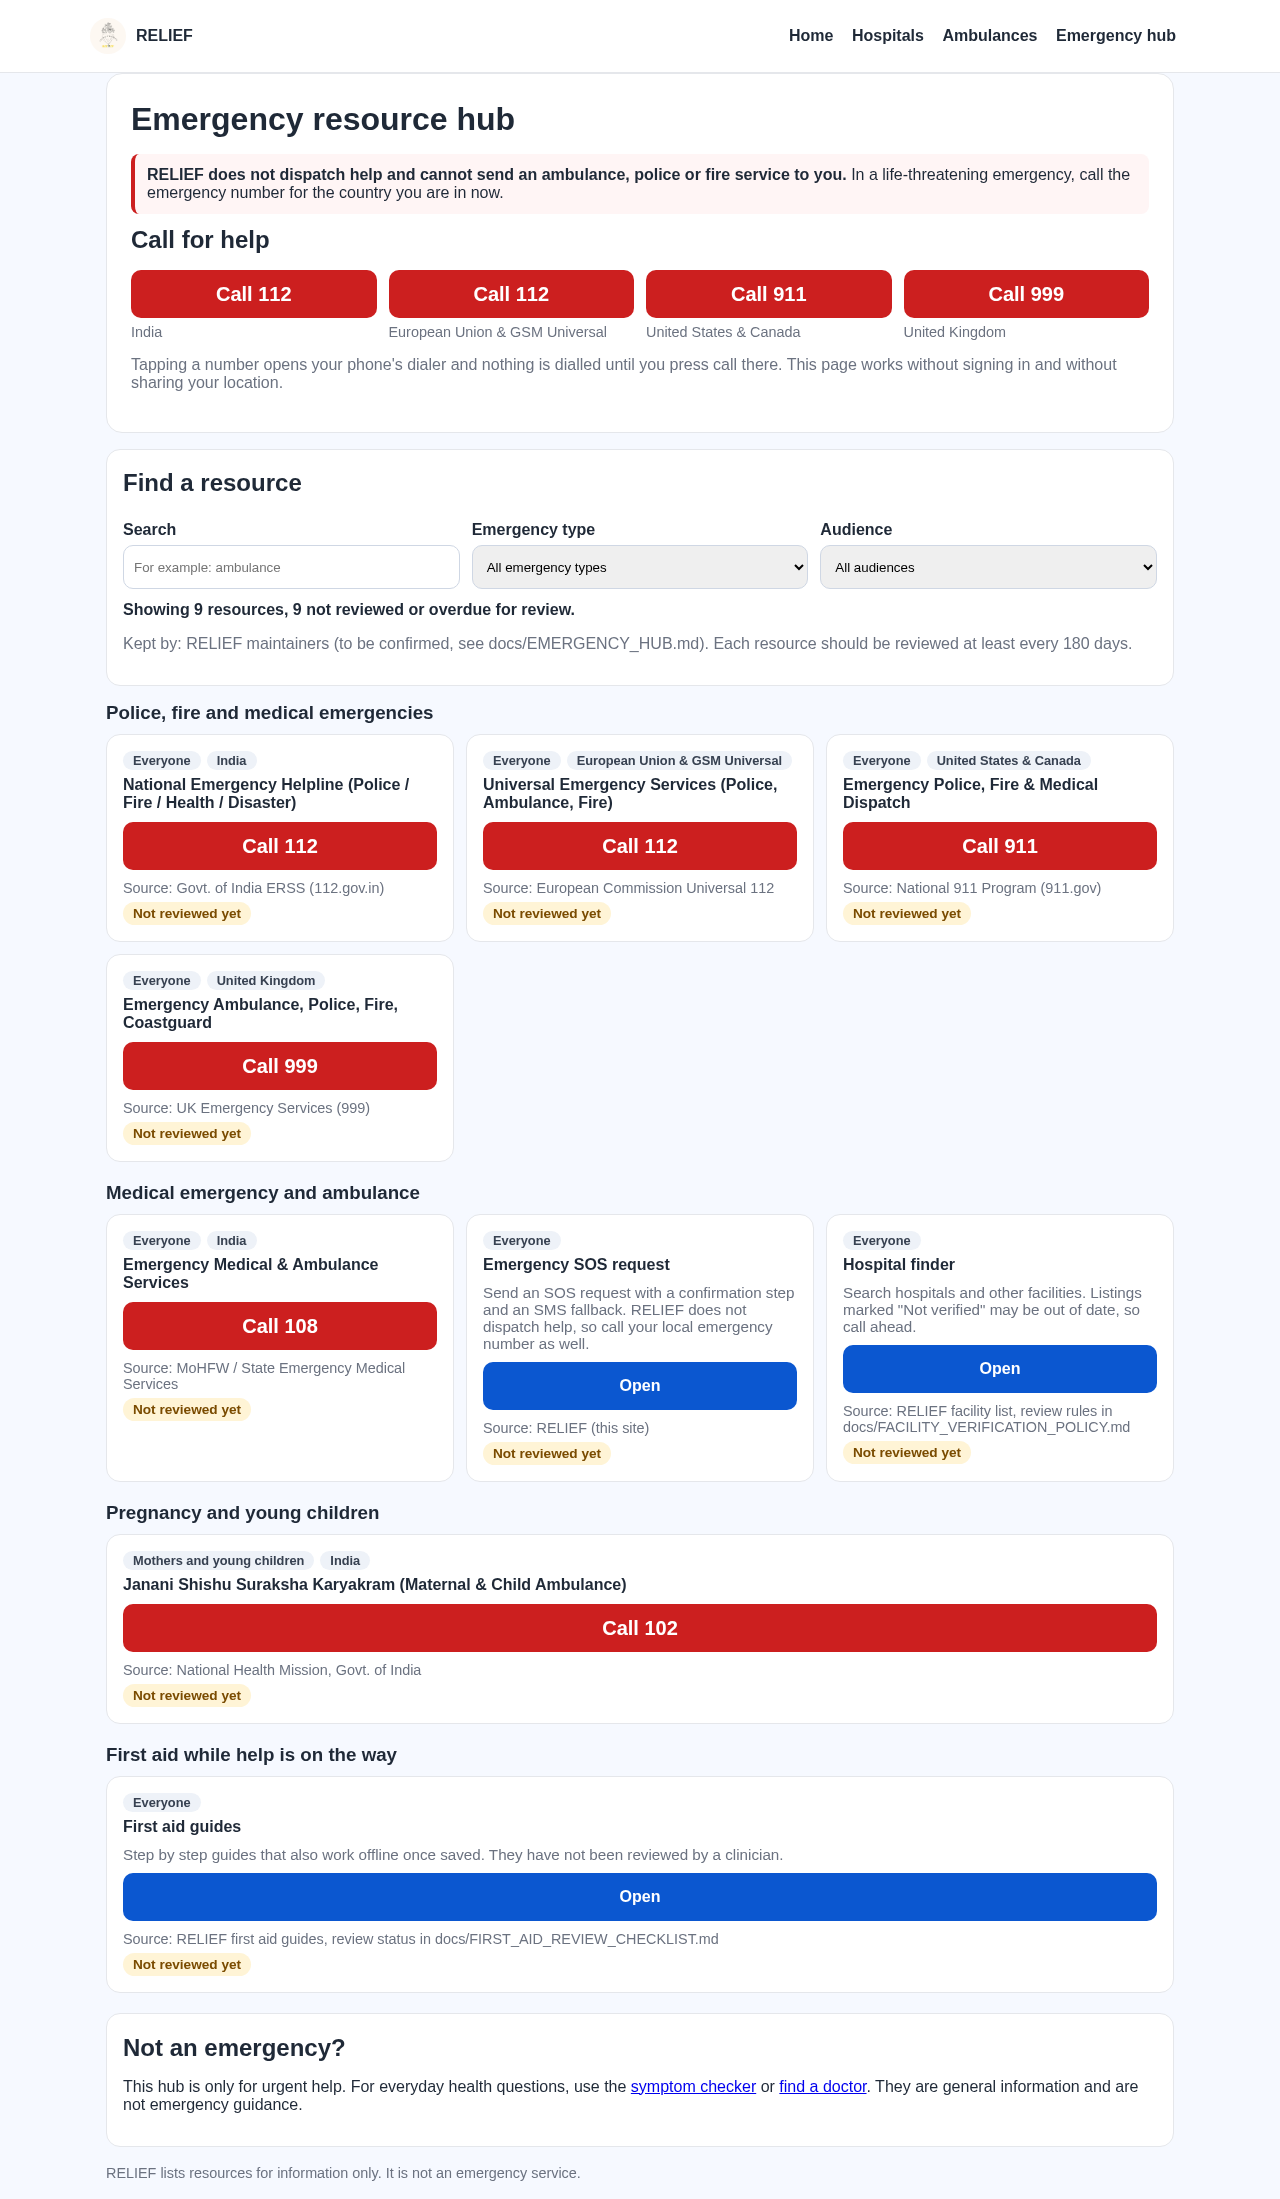 RELIEF
Home Hospitals Ambulances Emergency hub
Emergency resource hub
RELIEF does not dispatch help and cannot send an ambulance, police or fire service to you. In a life-threatening emergency, call the
emergency number for the country you are in now.
Call for help
Call 112 Call 112 Call 911 Call 999
India European Union & GSM Universal United States & Canada United Kingdom
Tapping a number opens your phone's dialer and nothing is dialled until you press call there. This page works without signing in and without
sharing your location.
Find a resource
Search Emergency type Audience
For example: ambulance All emergency types All audiences
Showing 9 resources, 9 not reviewed or overdue for review.
Kept by: RELIEF maintainers (to be confirmed, see docs/EMERGENCY_HUB.md). Each resource should be reviewed at least every 180 days.
Police, fire and medical emergencies
Everyone India
National Emergency Helpline (Police /
Fire / Health / Disaster)
Call 112
Source: Govt. of India ERSS (112.gov.in)
Not reviewed yet
Everyone European Union & GSM Universal
Universal Emergency Services (Police,
Ambulance, Fire)
Call 112
Source: European Commission Universal 112
Not reviewed yet
Everyone United States & Canada
Emergency Police, Fire & Medical
Dispatch
Call 911
Source: National 911 Program (911.gov)
Not reviewed yet
Everyone United Kingdom
Emergency Ambulance, Police, Fire,
Coastguard
Call 999
Source: UK Emergency Services (999)
Not reviewed yet
Medical emergency and ambulance
Everyone India
Emergency Medical & Ambulance
Services
Call 108
Source: MoHFW / State Emergency Medical
Services
Not reviewed yet
Everyone
Emergency SOS request
Send an SOS request with a confirmation step
and an SMS fallback. RELIEF does not
dispatch help, so call your local emergency
number as well.
Open
Source: RELIEF (this site)
Not reviewed yet
Everyone
Hospital finder
Search hospitals and other facilities. Listings
marked "Not verified" may be out of date, so
call ahead.
Open
Source: RELIEF facility list, review rules in
docs/FACILITY_VERIFICATION_POLICY.md
Not reviewed yet
Pregnancy and young children
Mothers and young children India
Janani Shishu Suraksha Karyakram (Maternal & Child Ambulance)
Call 102
Source: National Health Mission, Govt. of India
Not reviewed yet
First aid while help is on the way
Everyone
First aid guides
Step by step guides that also work offline once saved. They have not been reviewed by a clinician.
Open
Source: RELIEF first aid guides, review status in docs/FIRST_AID_REVIEW_CHECKLIST.md
Not reviewed yet
Not an emergency?
This hub is only for urgent help. For everyday health questions, use the symptom checker or find a doctor. They are general information and are
not emergency guidance.
RELIEF lists resources for information only. It is not an emergency service.